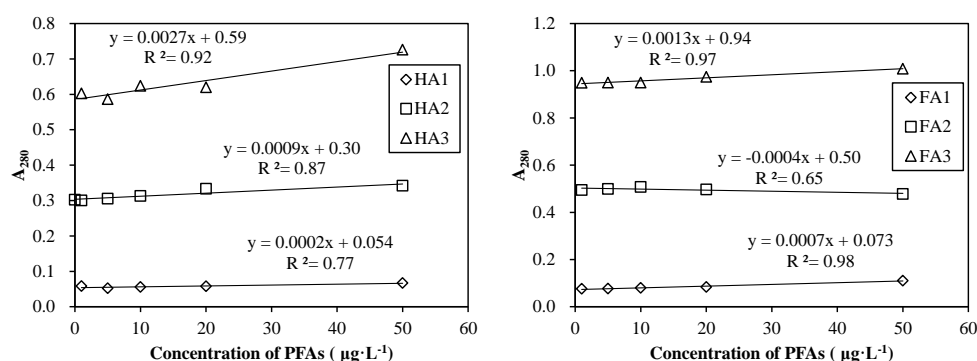 0.8
0.7
0.6
0.5
0.4
0.3
0.2
0.1
0.0
A280
y = 0.0027x + 0.59
R ²= 0.92
HA1
HA2
HA3
y = 0.0009x + 0.30
R ²= 0.87
y = 0.0002x + 0.054
R ²= 0.77
0 10 20 30 40 50 60
Concentration of PFAs ( µg·L-1)
1.2
1.0
0.8
0.6
0.4
0.2
0.0
A280
y = 0.0013x + 0.94
R ²= 0.97
FA1
FA2
FA3
y = -0.0004x + 0.50
R ²= 0.65
y = 0.0007x + 0.073
R ²= 0.98
0 10 20 30 40 50 60
Concentration of PFAs ( µg·L-1)